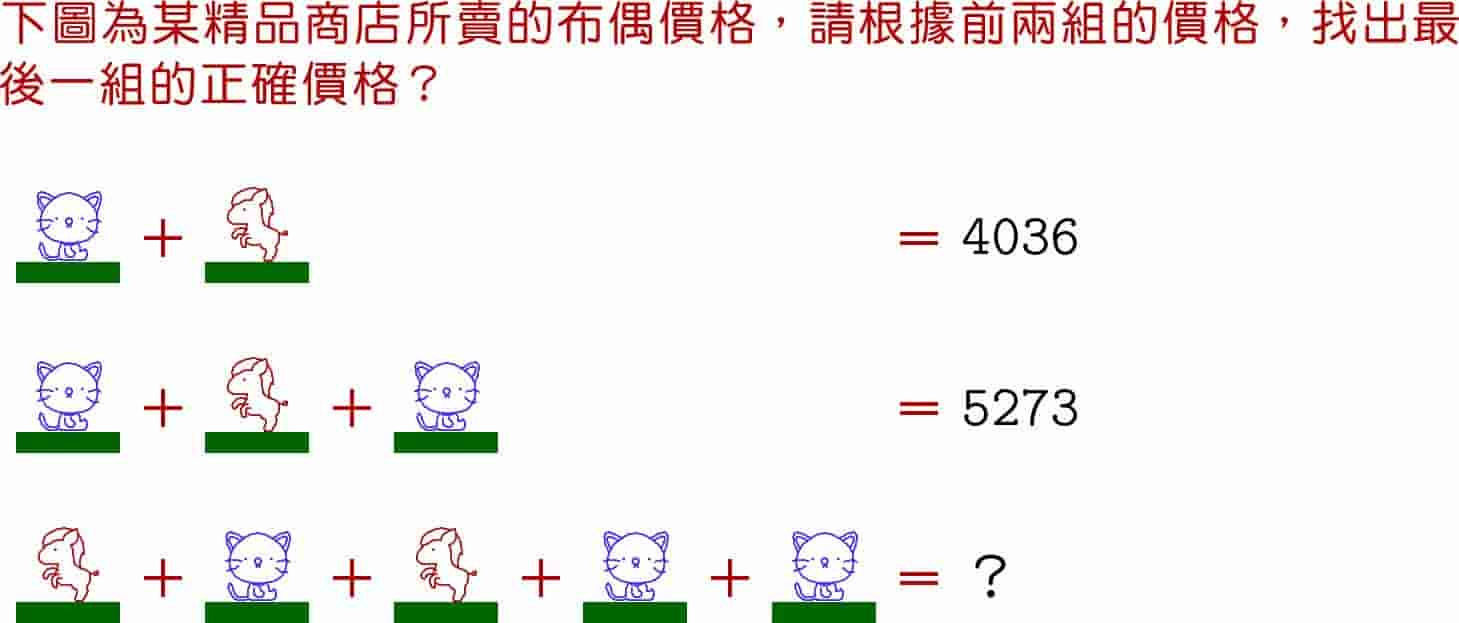 下圖為某精品商店所賣的布偶價格，請根據前兩組的價格，找出最
後一組的正確價格？
+ = 4036
+ + = 5273
+ + + + = ?